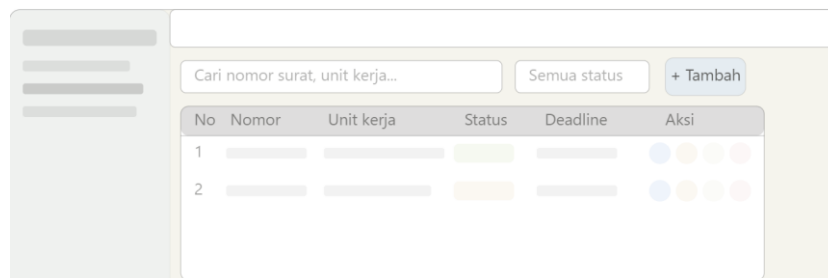 Cari nomor surat, unit kerja... Semua status + Tambah
No Nomor Unit kerja Status Deadline Aksi
1
2